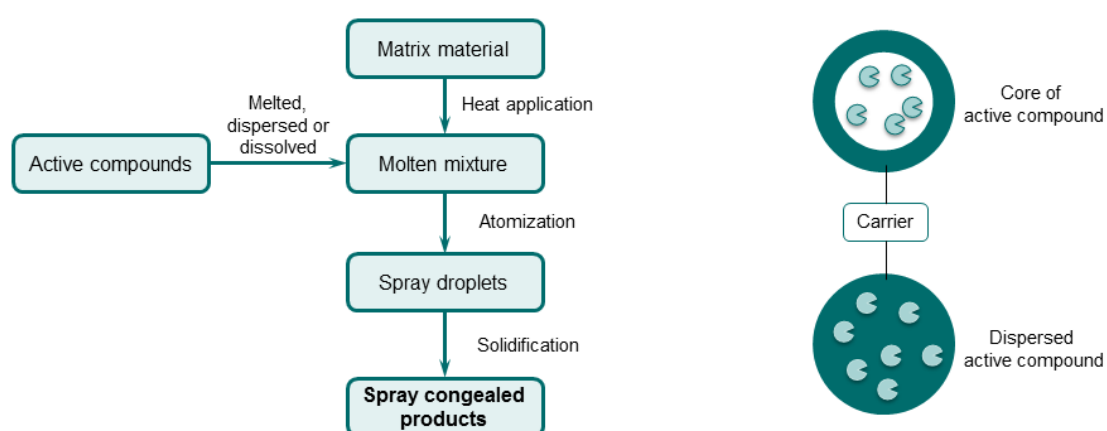 Matrix material
Heat application
Melted,
dispersed or
dissolved
Active compounds
Molten mixture
Atomization
Spray droplets
Solidification
Spray congealed
products
Core of
active compound
Carrier
Dispersed
active compound